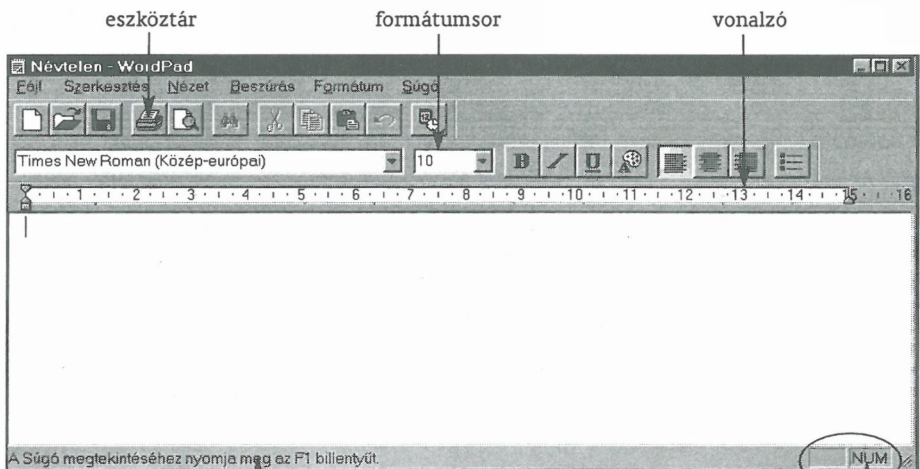 eszköztár formátumsor vonalzó
Névtelen - WordPad
Fájl Szerkesztés Nézet Beszúrás Formátum Súgó
Times New Roman (Közép-európai) 10 B I U A
1 2 3 4 5 6 7 8 9 10 11 12 13 14 15 16
A Súgó megtekintéséhez nyomja meg az F1 billentyűt. NUM